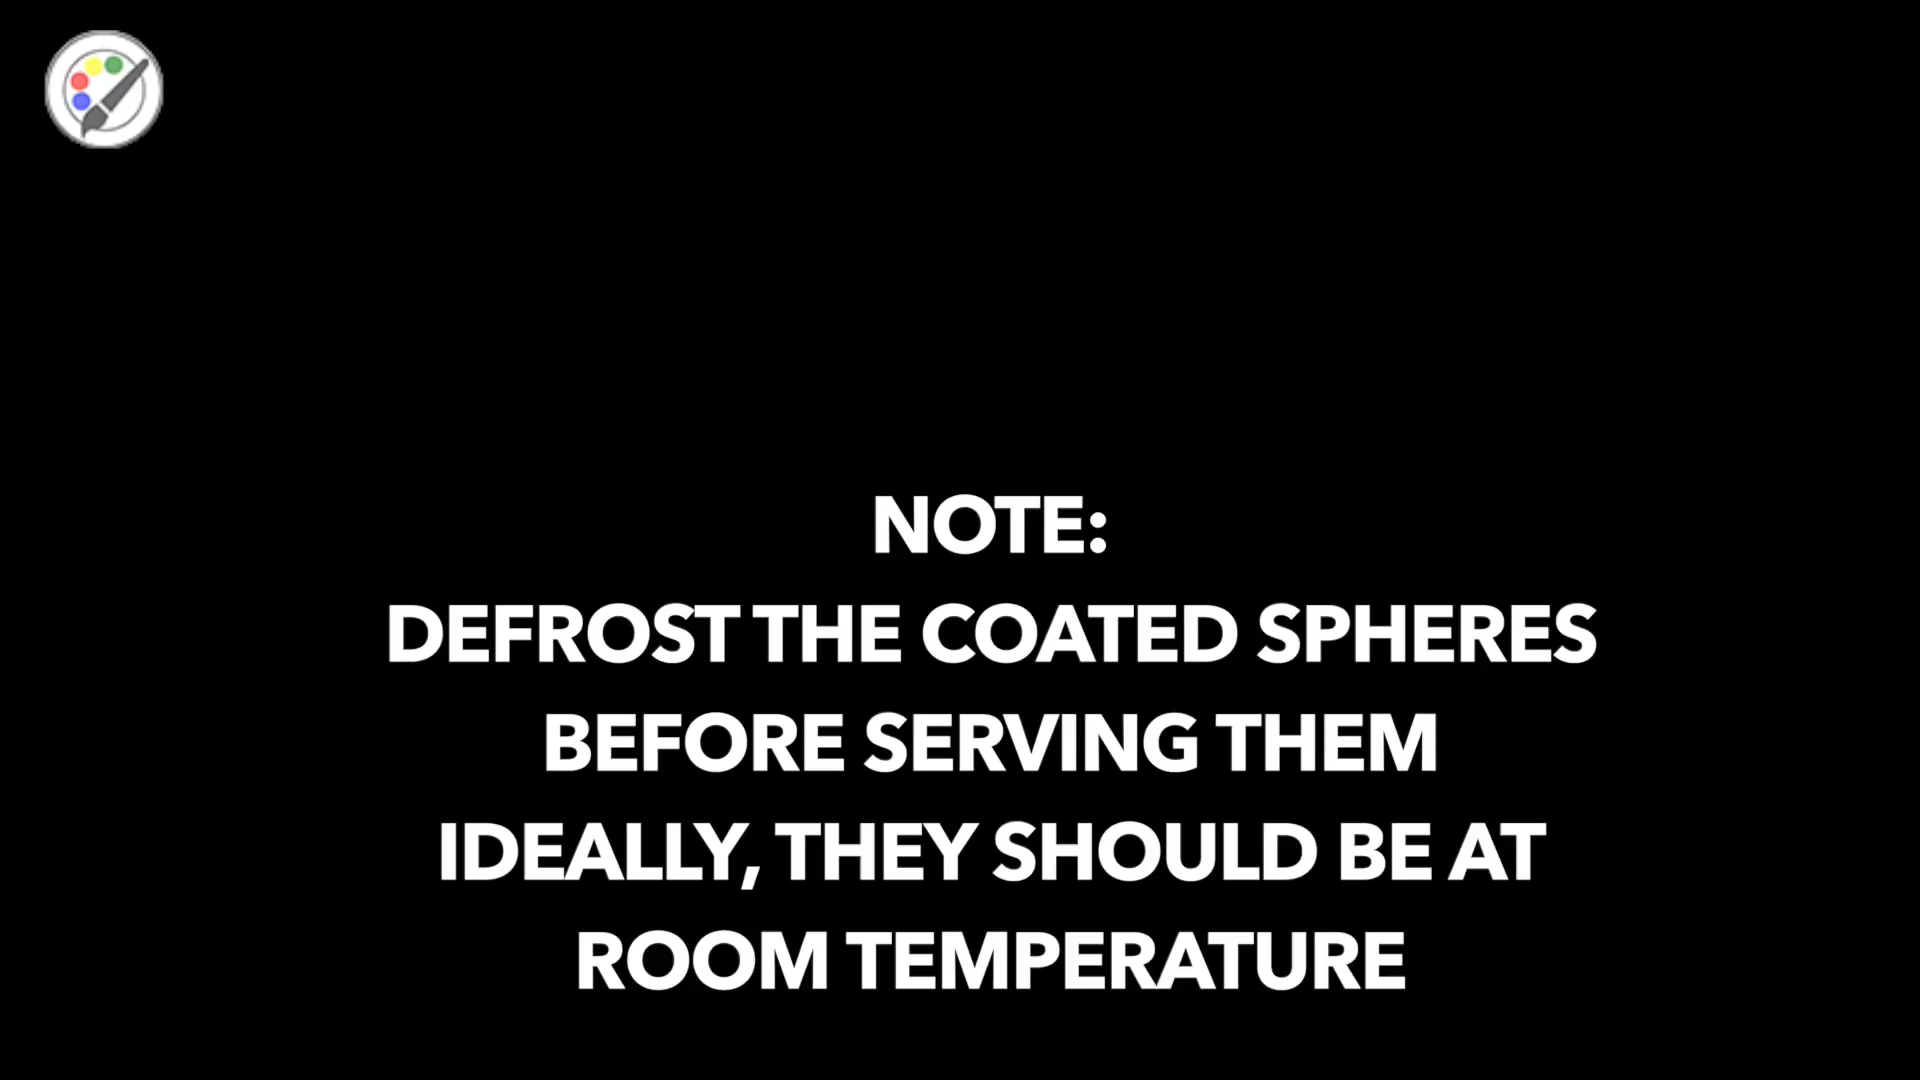 NOTE:
DEFROST THE COATED SPHERES
BEFORE SERVING THEM
IDEALLY, THEY SHOULD BE AT
ROOM TEMPERATURE